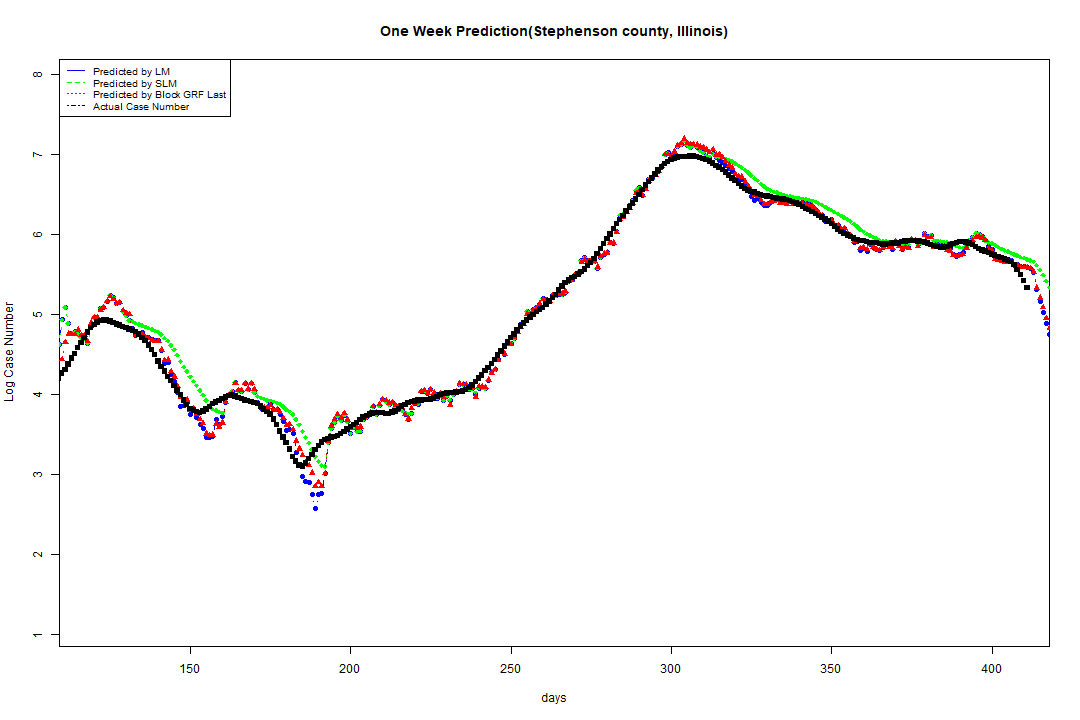 One Week Prediction(Stephenson county, Illinois)
Predicted by LM
Predicted by SLM
Predicted by Block GRF Last
Actual Case Number
8
7
6
5
4
3
2
1
Log Case Number
150 200 250 300 350 400
days